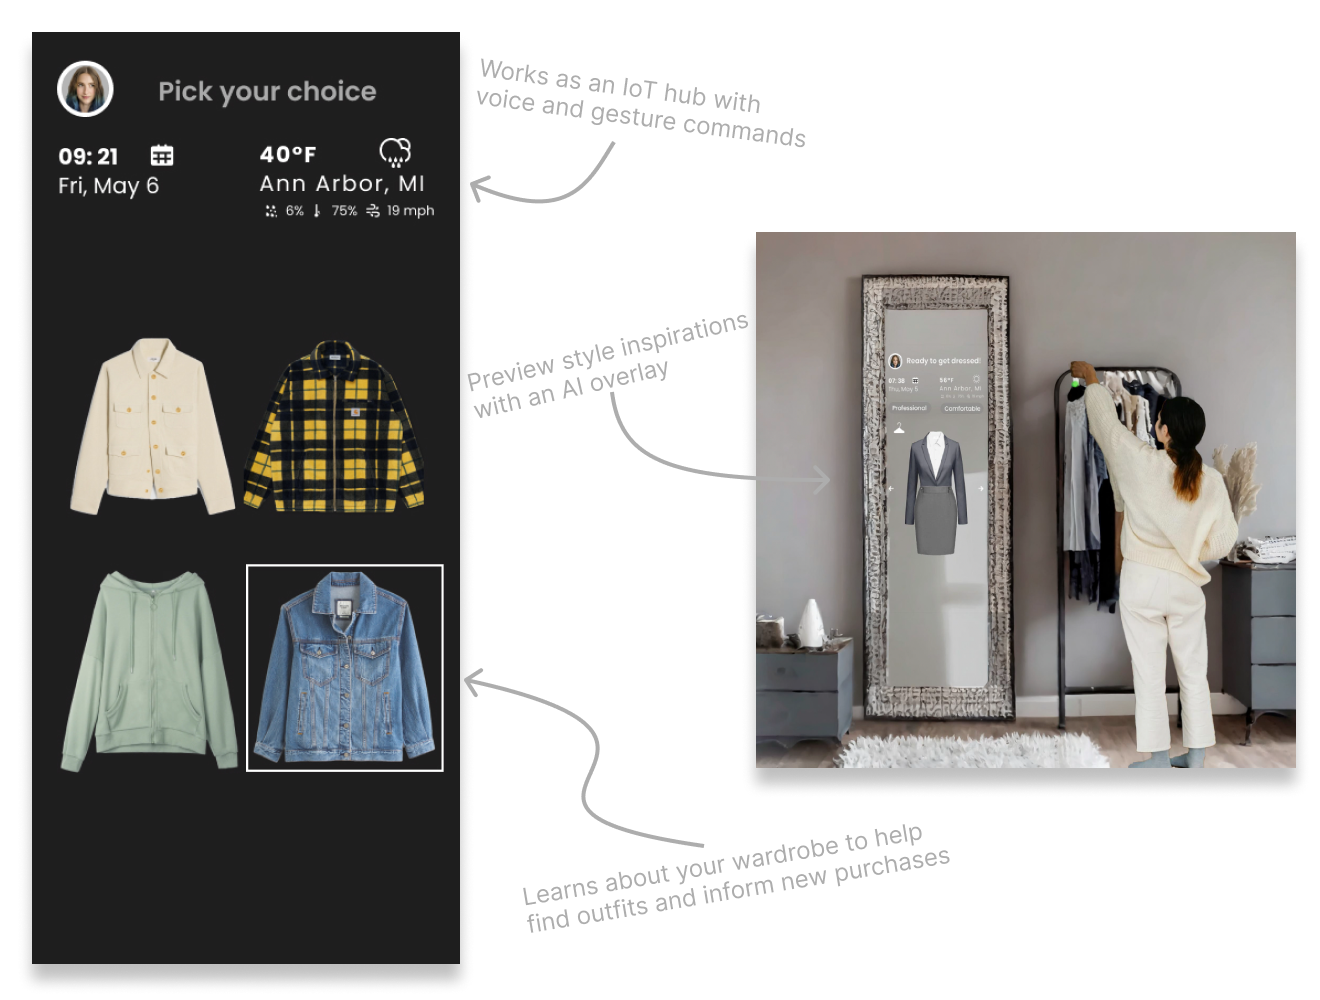 Pick your choice
09: 21
Fri, May 6
40°F
Ann Arbor, MI
6% 75% 19 mph
Works as an IoT hub with
voice and gesture commands
Preview style inspirations
with an AI overlay
Ready to get dressed!
07:38
Thu, May 5
56°F
Ann Arbor, MI
Professional
Comfortable
Learns about your wardrobe to help
find outfits and inform new purchases